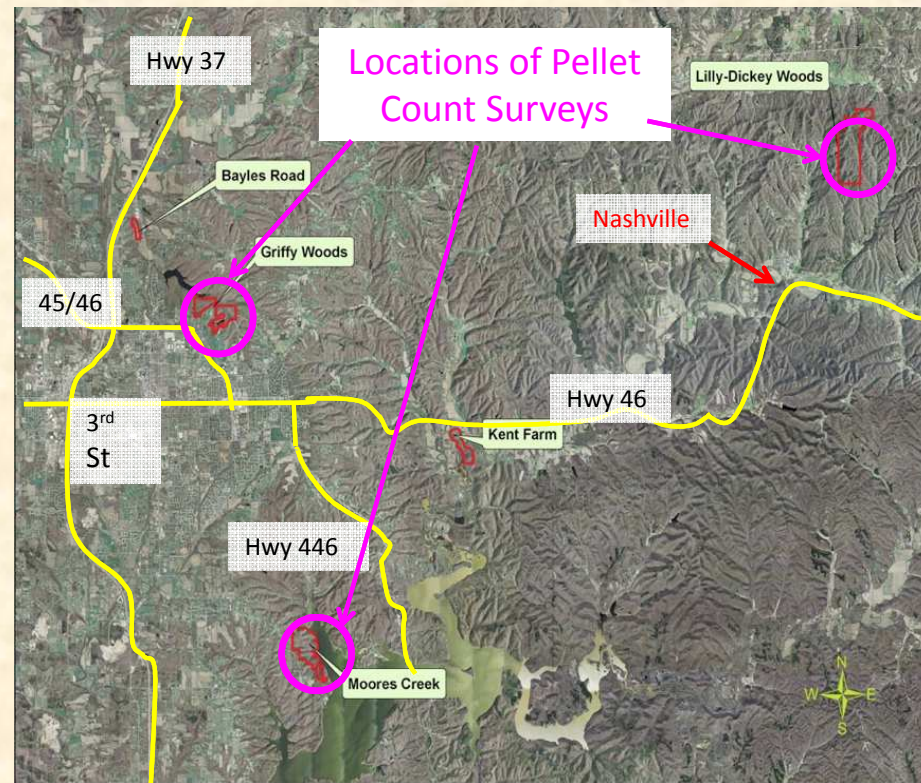 Hwy 37
Locations of Pellet
Count Surveys
Lilly-Dickey Woods
Bayles Road
Nashville
Griffy Woods
45/46
Hwy 46
3rd
St
Kent Farm
Hwy 446
Moores Creek
N
W E
S